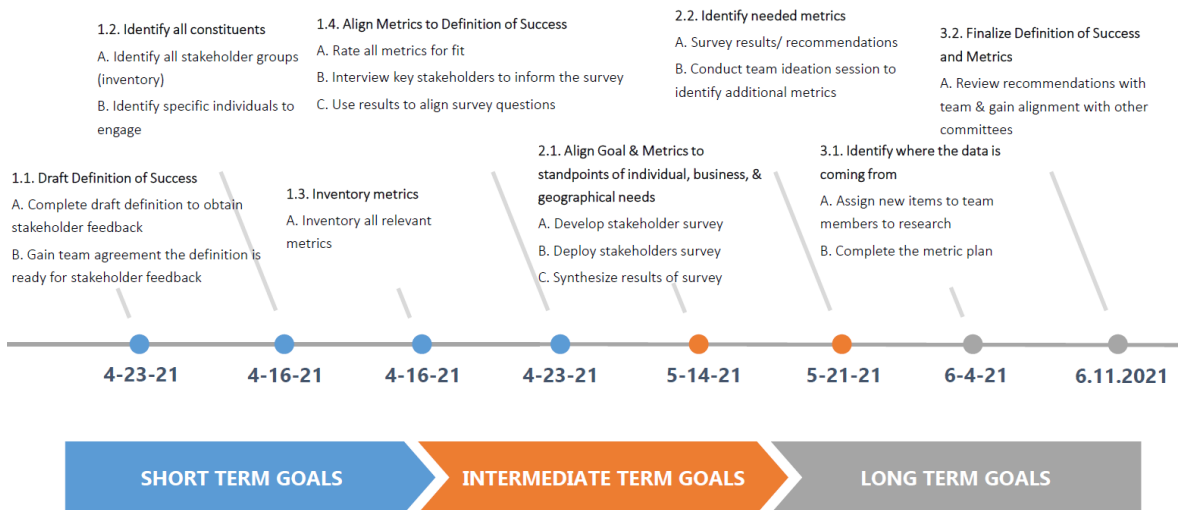 1.2. Identify all constituents
A. Identify all stakeholder groups
(inventory)
B. Identify specific individuals to
engage
1.4. Align Metrics to Definition of Success
A. Rate all metrics for fit
B. Interview key stakeholders to inform the survey
C. Use results to align survey questions
2.2. Identify needed metrics
A. Survey results/ recommendations
B. Conduct team ideation session to
identify additional metrics
3.2. Finalize Definition of Success
and Metrics
A. Review recommendations with
team & gain alignment with other
committees
1.1. Draft Definition of Success
A. Complete draft definition to obtain
stakeholder feedback
B. Gain team agreement the definition is
ready for stakeholder feedback
1.3. Inventory metrics
A. Inventory all relevant
metrics
2.1. Align Goal & Metrics to
standpoints of individual, business, &
geographical needs
A. Develop stakeholder survey
B. Deploy stakeholders survey
C. Synthesize results of survey
3.1. Identify where the data is
coming from
A. Assign new items to team
members to research
B. Complete the metric plan
4-23-21
4-16-21
4-16-21
4-23-21
5-14-21
5-21-21
6-4-21
6.11.2021
SHORT TERM GOALS
INTERMEDIATE TERM GOALS
LONG TERM GOALS